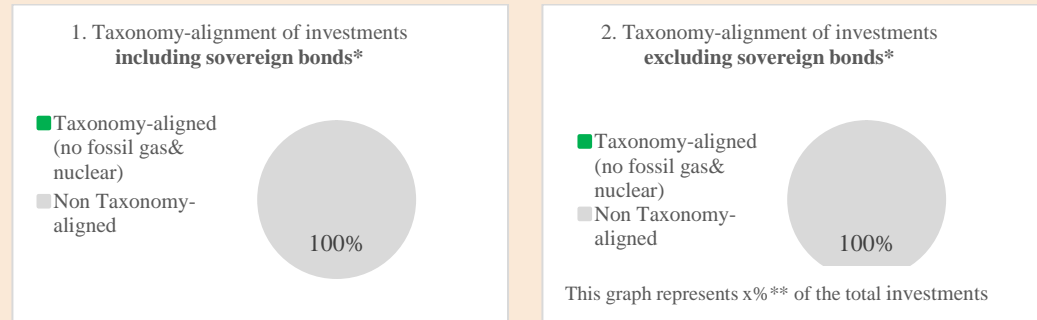 1. Taxonomy-alignment of investments
including sovereign bonds*
Taxonomy-aligned
(no fossil gas&
nuclear)
Non Taxonomy-
aligned
100%
2. Taxonomy-alignment of investments
excluding sovereign bonds*
Taxonomy-aligned
(no fossil gas&
nuclear)
Non Taxonomy-
aligned
100%
This graph represents x%** of the total investments